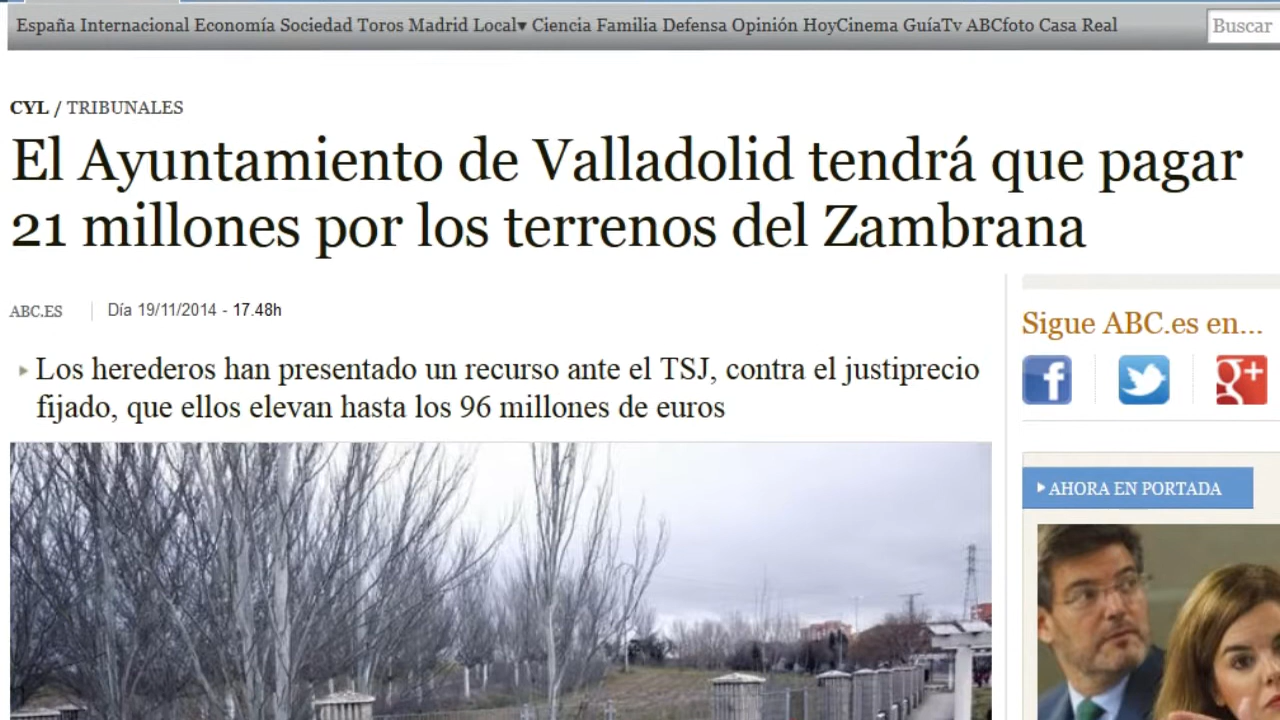 España Internacional Economía Sociedad Toros Madrid Local▾ Ciencia Familia Defensa Opinión HoyCinema GuíaTv ABCfoto Casa Real
Buscar
CYL / TRIBUNALES
El Ayuntamiento de Valladolid tendrá que pagar
21 millones por los terrenos del Zambrana
ABC.ES Día 19/11/2014 - 17.48h
Los herederos han presentado un recurso ante el TSJ, contra el justiprecio
fijado, que ellos elevan hasta los 96 millones de euros
Sigue ABC.es en...
f
g+
AHORA EN PORTADA